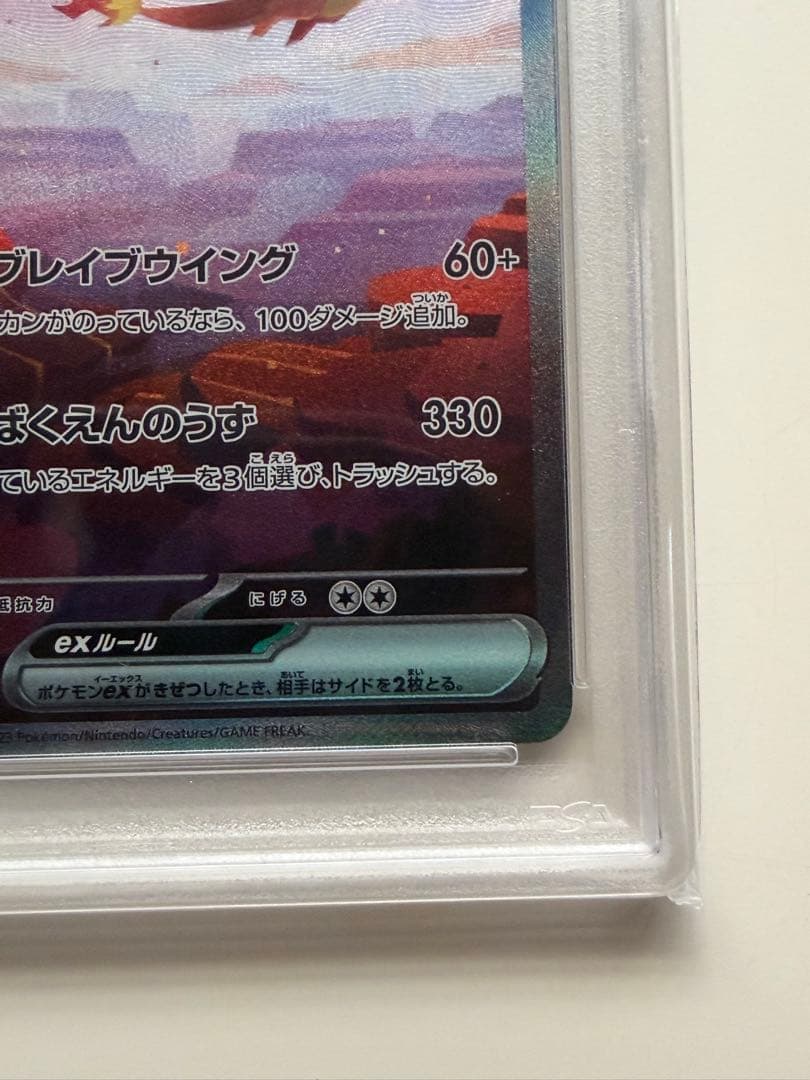 ブレイブウイング 60+
カンがのっているなら、100ダメージ追加。
ばくえんのうず 330
ているエネルギーを3個選び、トラッシュする。
抵抗力 にげる
exルール
ポケモンexがきぜつしたとき、相手はサイドを2枚とる。
23 Pokémon/Nintendo/Creatures/GAME FREAK.
PSA